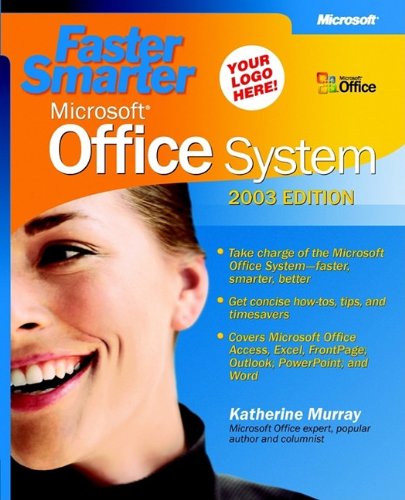 Microsoft®
Faster
Smarter
YOUR
LOGO
HERE!
Microsoft®
Office
Microsoft®
Office System
2003 EDITION
• Take charge of the Microsoft
Office System—faster,
smarter, better
• Get concise how-tos, tips, and
timesavers
• Covers Microsoft Office
Access, Excel, FrontPage,
Outlook, PowerPoint, and
Word
Katherine Murray
Microsoft Office expert, popular
author and columnist